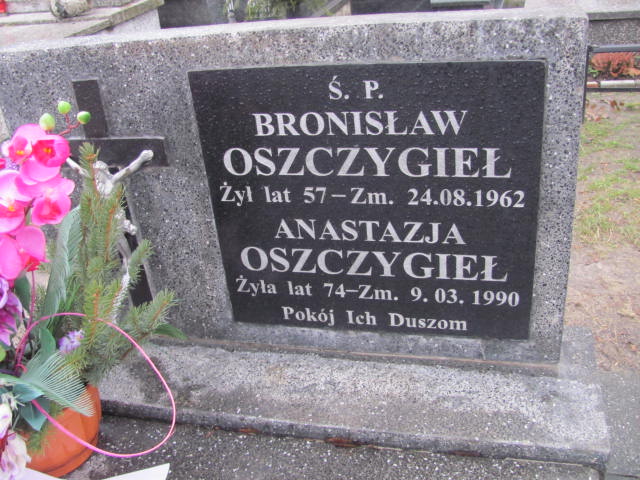 Ś. P.
BRONISŁAW
OSZCZYGIEŁ
Żył lat 57–Zm. 24.08.1962
ANASTAZJA
OSZCZYGIEŁ
Żyła lat 74–Zm. 9.03.1990
Pokój Ich Duszom